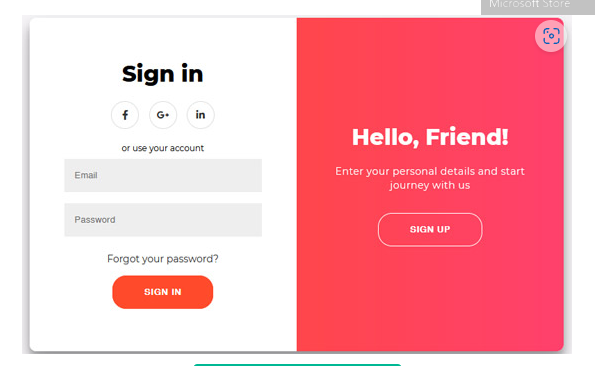 Microsoft Store
Sign in
f G+ in
or use your account
Email
Password
Forgot your password?
SIGN IN
Hello, Friend!
Enter your personal details and start
journey with us
SIGN UP